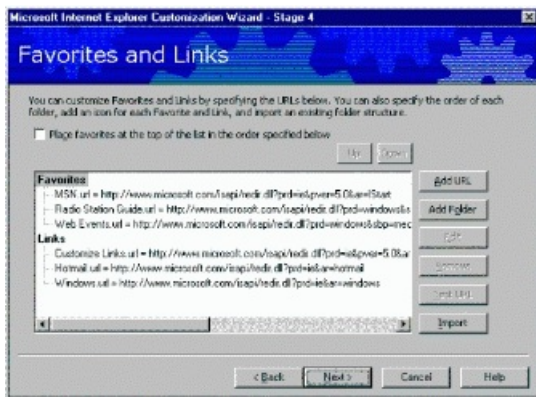 Microsoft Internet Explorer Customization Wizard - Stage 4
Favorites and Links
You can customize Favorites and Links by specifying the URLs below. You can also specify the order of each
folder, add an icon for each Favorite and Link, and import an existing folder structure.
Place favorites at the top of the list in the order specified below
Up Down
Favorites
MSN.url = http://www.microsoft.com/isapi/redir.dll?prd=ie&pver=5.0&ar=IStart
Radio Station Guide.url = http://www.microsoft.com/isapi/redir.dll?prd=windows&s
Web Events.url = http://www.microsoft.com/isapi/redir.dll?prd=windows&sbp=mec
Links
Customize Links.url = http://www.microsoft.com/isapi/redir.dll?prd=ie&pver=5.0&ar
Hotmail.url = http://www.microsoft.com/isapi/redir.dll?prd=ie&ar=hotmail
Windows.url = http://www.microsoft.com/isapi/redir.dll?prd=ie&ar=windows
Add URL
Add Folder
Edit
Remove
Test URL
Import
< Back Next > Cancel Help